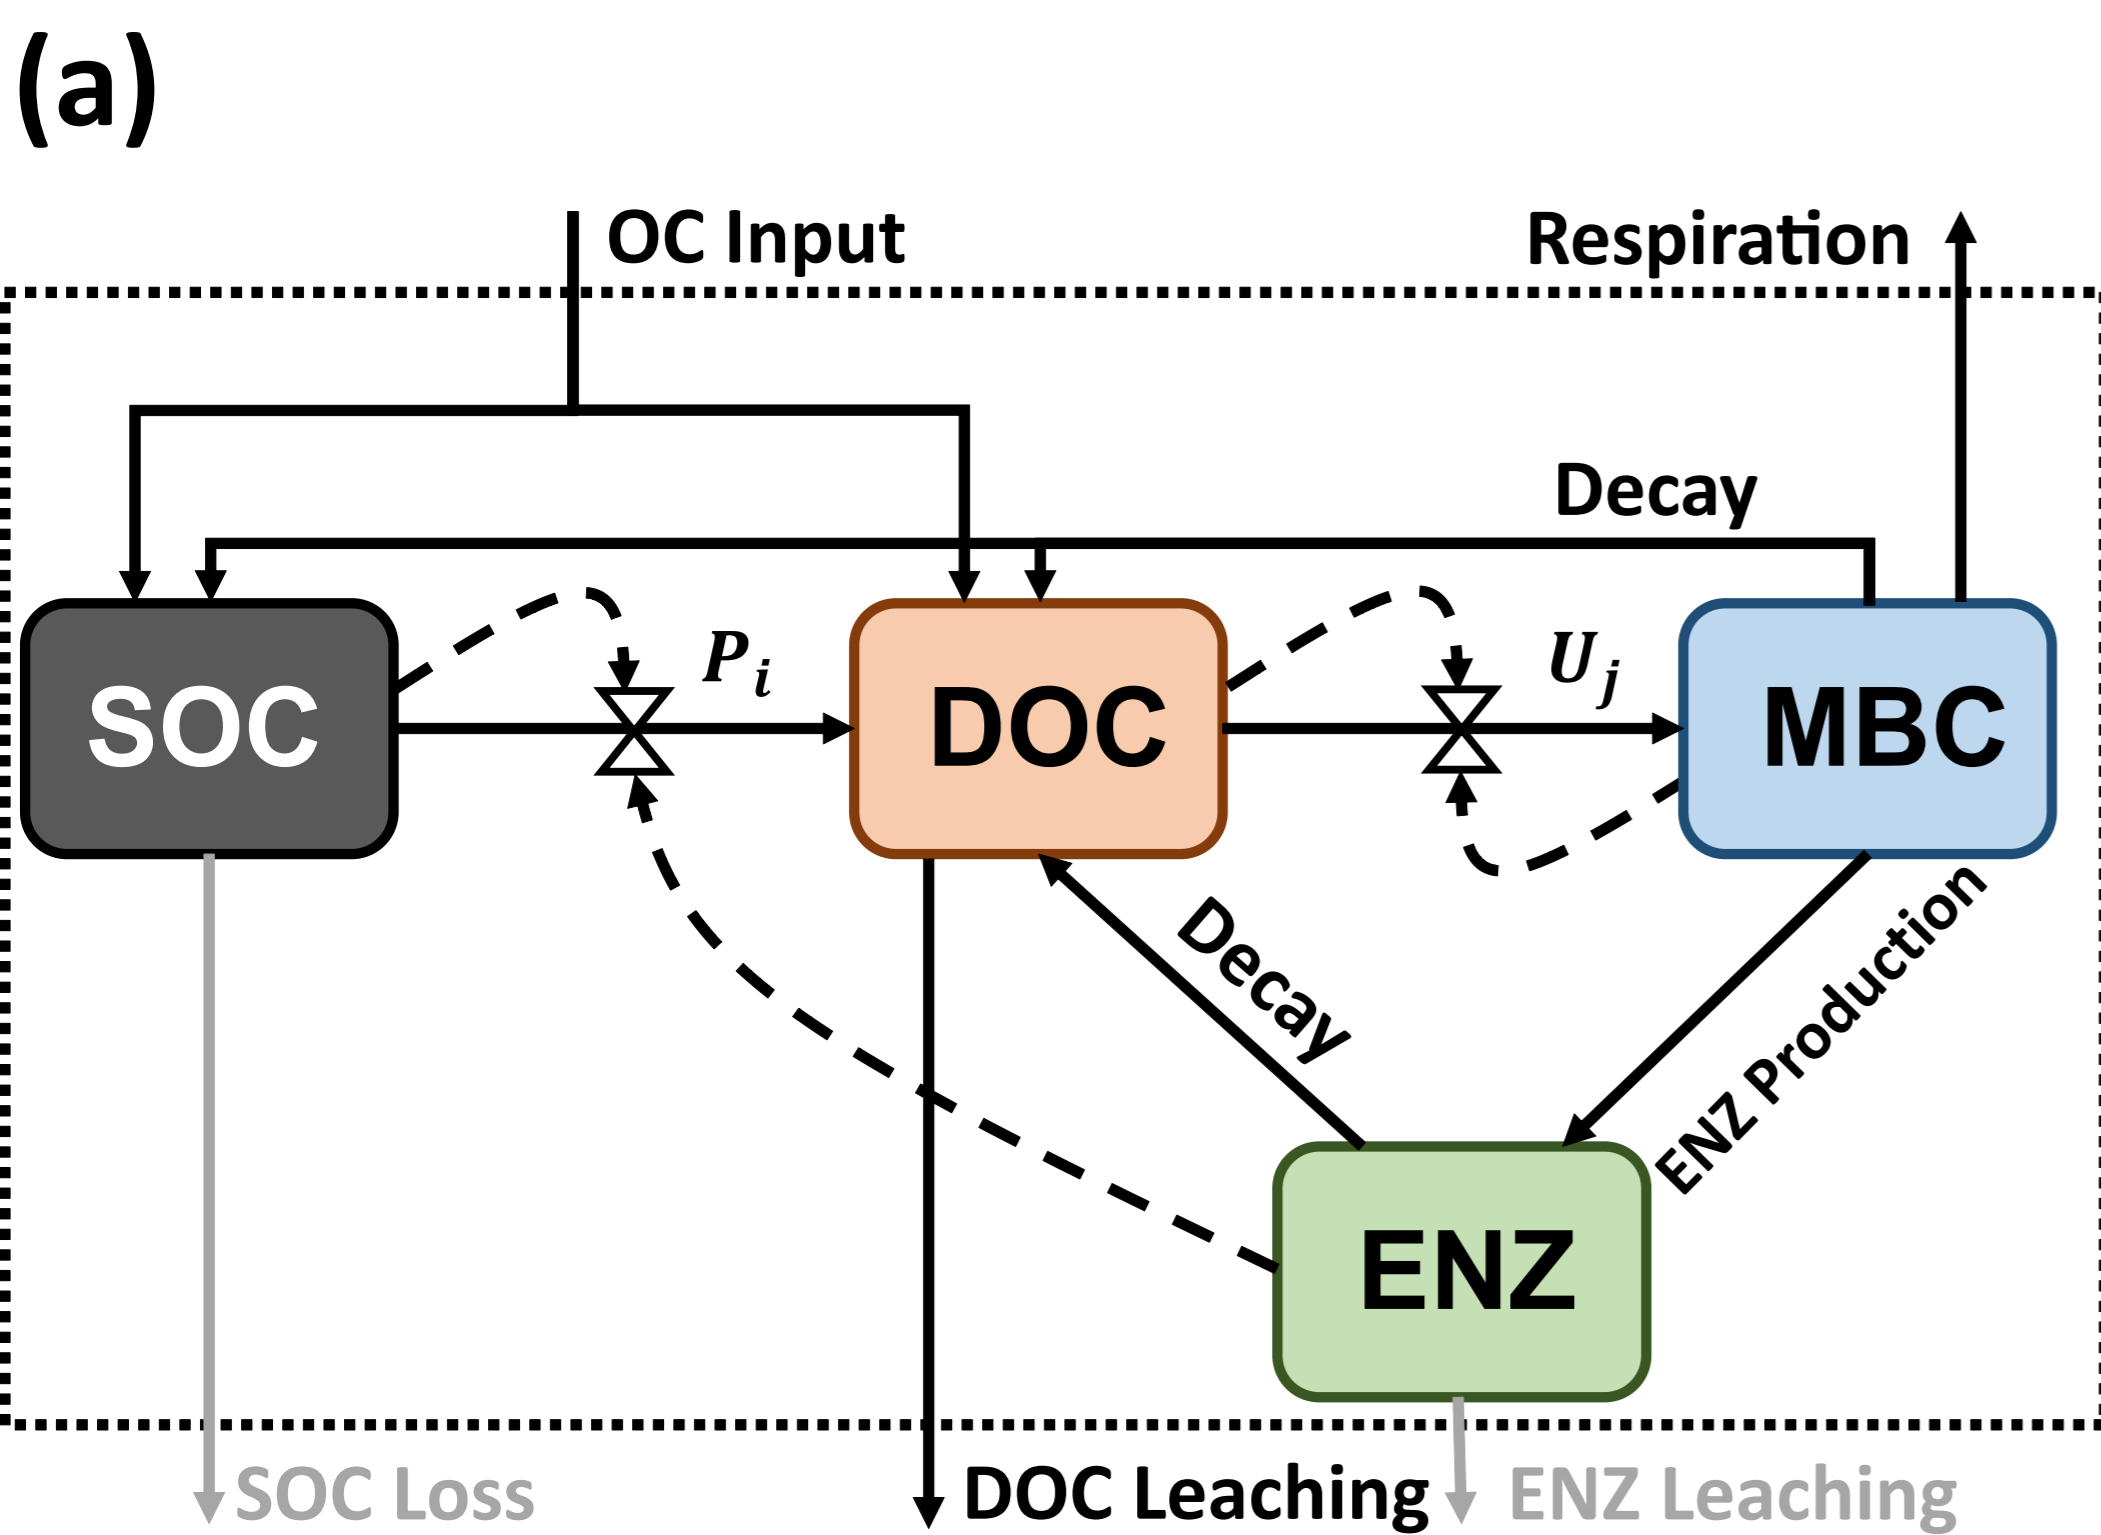 (a)
OC Input
Respiration
Decay
P_i
U_j
SOC
DOC
MBC
Decay
ENZ Production
ENZ
SOC Loss
DOC Leaching
ENZ Leaching